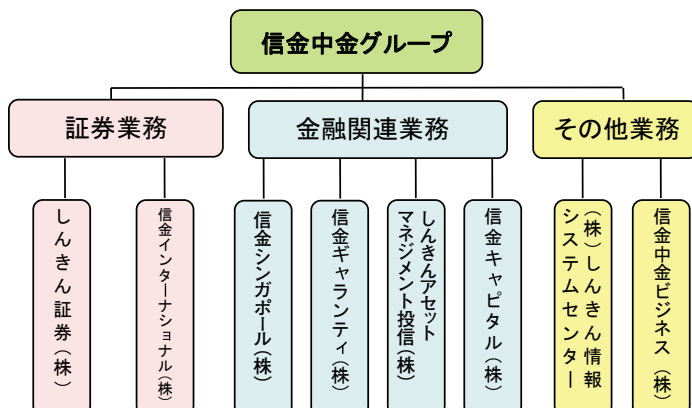 信金中金グループ
証券業務
金融関連業務
その他業務
しんきん証券(株)
信金インターナショナル(株)
信金シンガポール(株)
信金ギャランティ(株)
しんきんアセット
マネジメント投信(株)
信金キャピタル(株)
(株)しんきん情報
システムセンター
信金中金ビジネス(株)